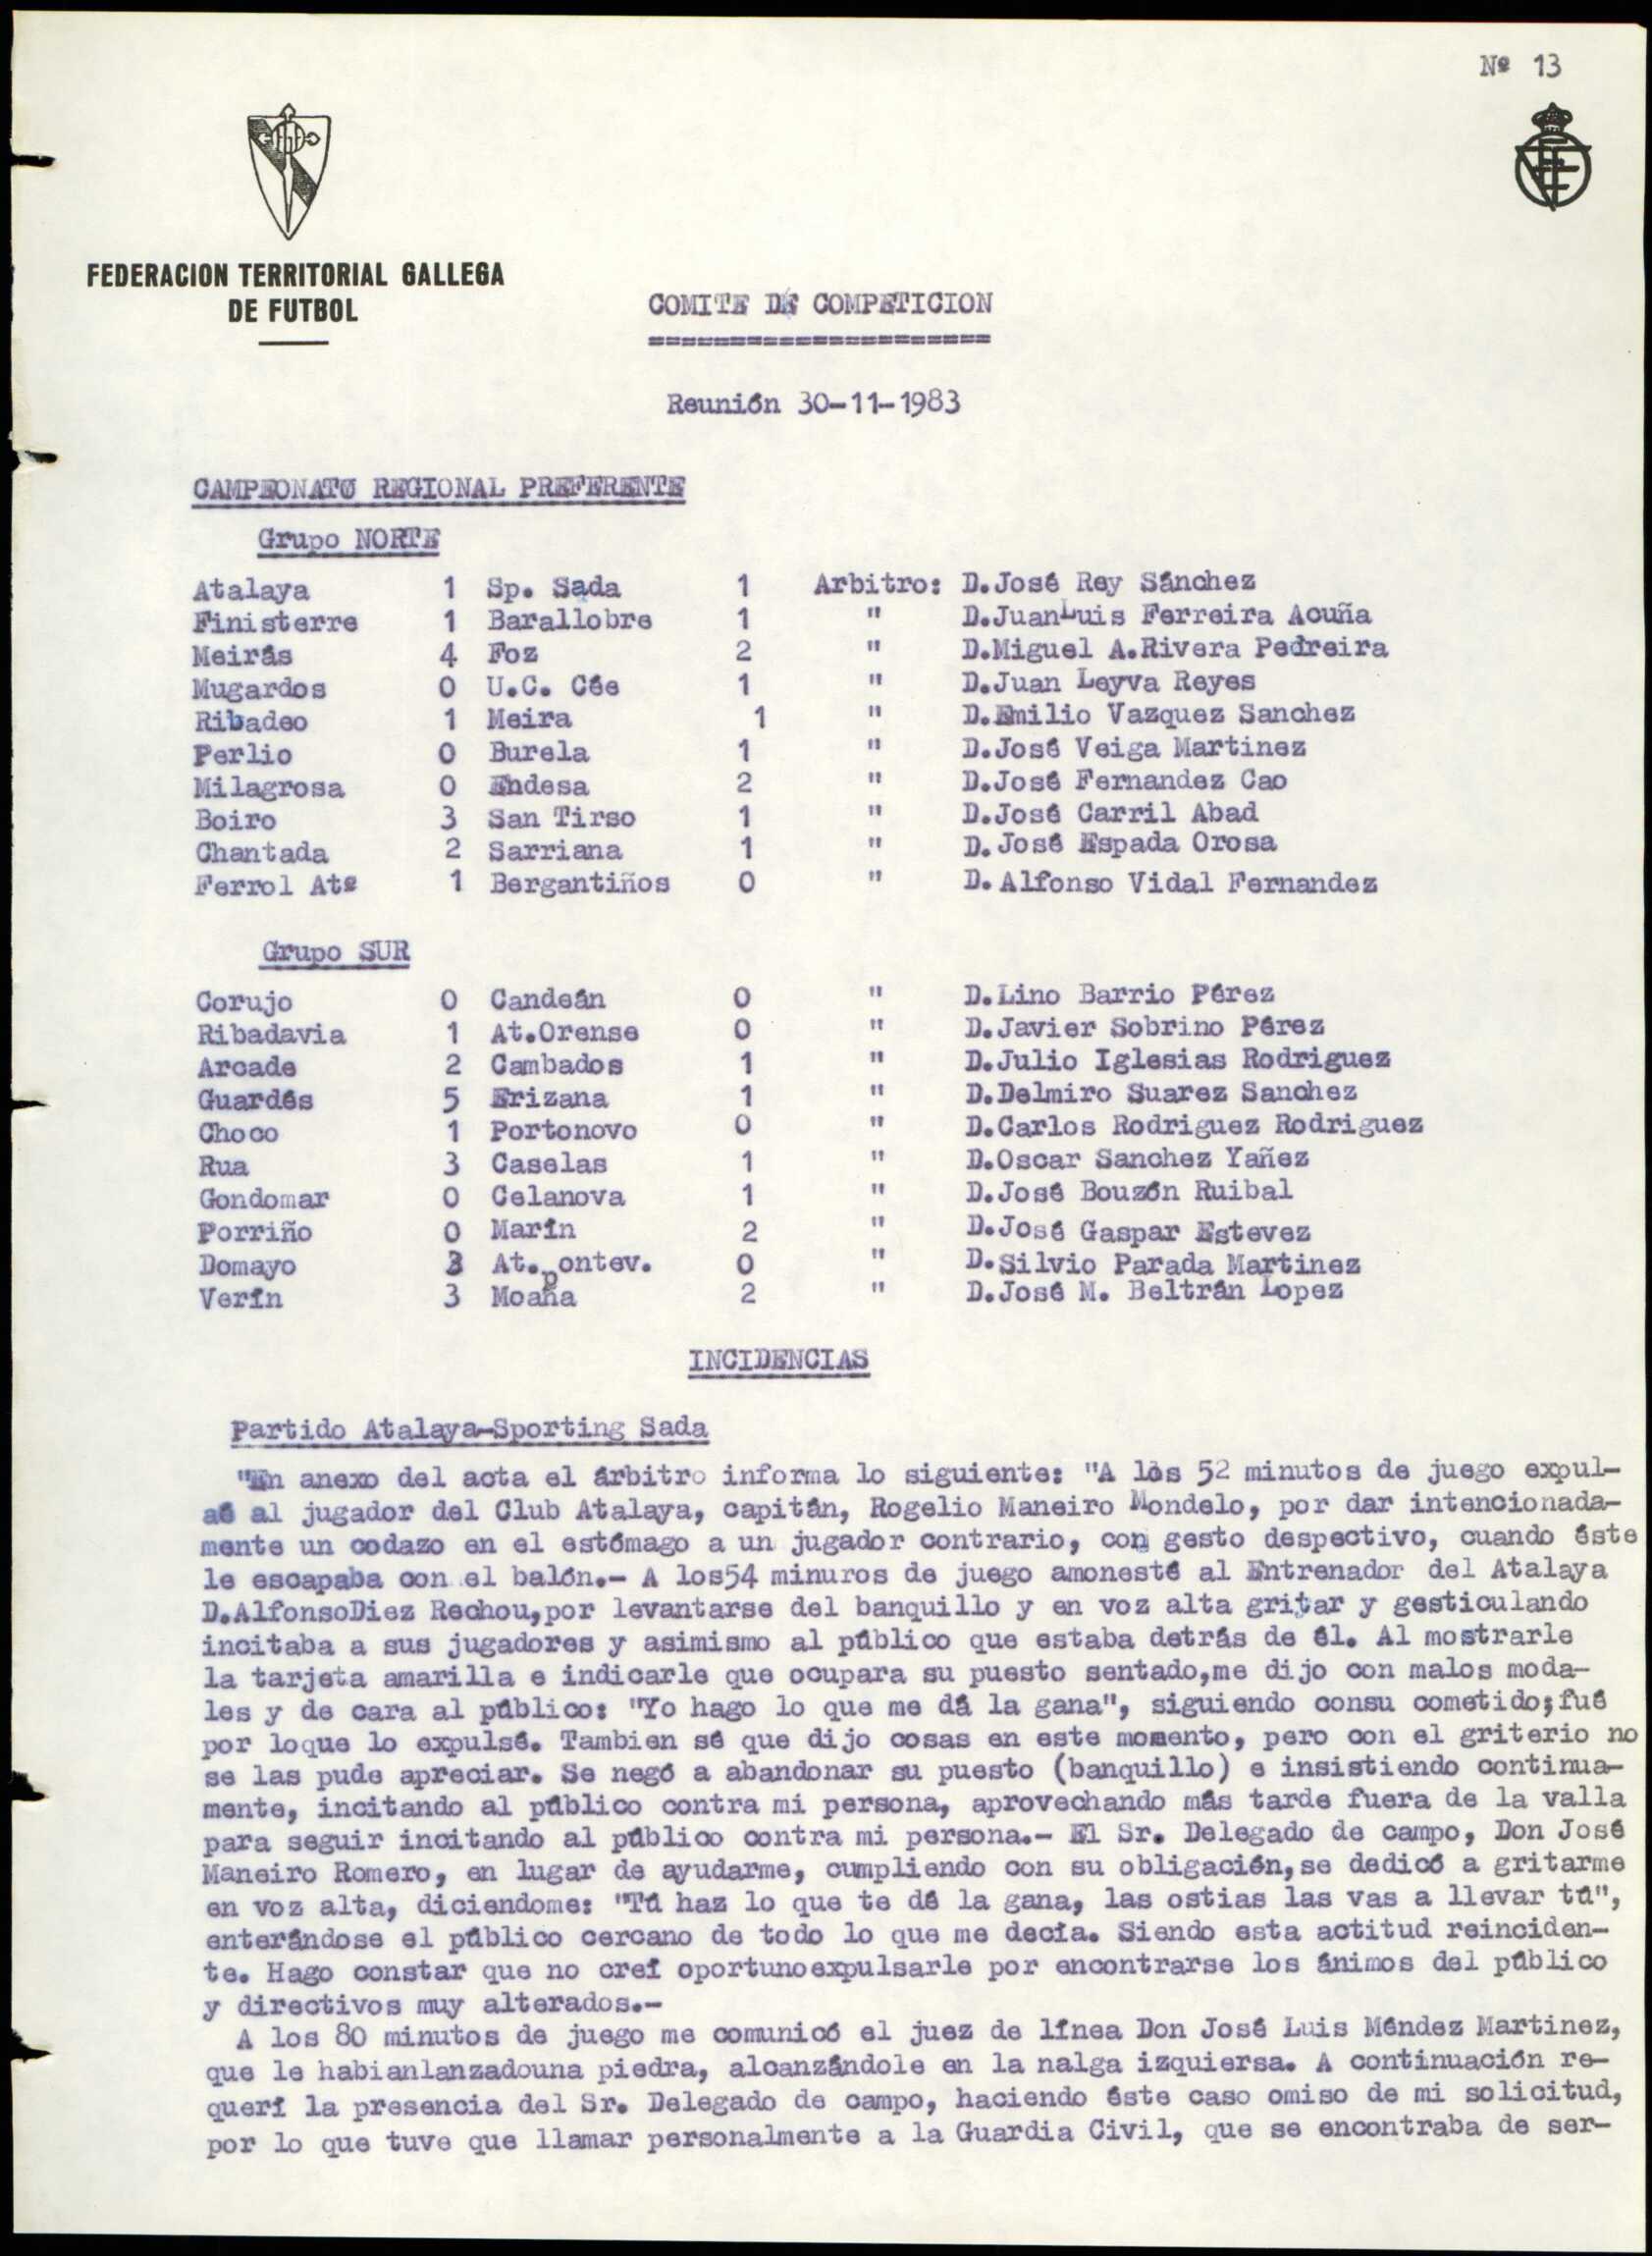 Nº 13
FEDERACION TERRITORIAL GALLEGA
DE FUTBOL
COMITE DE COMPETICION
=====================
Reunión 30-11-1983
CAMPEONATO REGIONAL PREFERENTE
Grupo NORTE
Atalaya 1 Sp. Sada 1 Arbitro: D.José Rey Sánchez
Finisterre 1 Barallobre 1 " D.JuanLuis Ferreira Acuña
Meirás 4 Foz 2 " D.Miguel A.Rivera Pedreira
Mugardos 0 U.C. Cée 1 " D.Juan Leyva Reyes
Ribadeo 1 Meira 1 " D.Emilio Vazquez Sanchez
Perlio 0 Burela 1 " D.José Veiga Martinez
Milagrosa 0 Endesa 2 " D.José Fernandez Cao
Boiro 3 San Tirso 1 " D.José Carril Abad
Chantada 2 Sarriana 1 " D.José Espada Orosa
Ferrol Atº 1 Bergantiños 0 " D.Alfonso Vidal Fernandez
Grupo SUR
Corujo 0 Candeán 0 " D.Lino Barrio Pérez
Ribadavia 1 At.Orense 0 " D.Javier Sobrino Pérez
Arcade 2 Cambados 1 " D.Julio Iglesias Rodriguez
Guardés 5 Erizana 1 " D.Delmiro Suarez Sanchez
Choco 1 Portonovo 0 " D.Carlos Rodriguez Rodriguez
Rua 3 Caselas 1 " D.Oscar Sanchez Yañez
Gondomar 0 Celanova 1 " D.José Bouzón Ruibal
Porriño 0 Marín 2 " D.José Gaspar Estevez
Domayo 3 At.pontev. 0 " D.Silvio Parada Martinez
Verín 3 Moaña 2 " D.José M. Beltrán Lopez
INCIDENCIAS
Partido Atalaya-Sporting Sada
"En anexo del acta el árbitro informa lo siguiente: "A los 52 minutos de juego expul-
sé al jugador del Club Atalaya, capitán, Rogelio Maneiro Mondelo, por dar intencionada-
mente un codazo en el estómago a un jugador contrario, con gesto despectivo, cuando éste
le escapaba con el balón.- A los54 minuros de juego amonesté al Entrenador del Atalaya
D.AlfonsoDiez Rechou,por levantarse del banquillo y en voz alta gritar y gesticulando
incitaba a sus jugadores y asimismo al público que estaba detrás de él. Al mostrarle
la tarjeta amarilla e indicarle que ocupara su puesto sentado,me dijo con malos moda-
les y de cara al público: "Yo hago lo que me dá la gana", siguiendo consu cometido;fué
por loque lo expulsé. Tambien sé que dijo cosas en este momento, pero con el griterio no
se las pude apreciar. Se negó a abandonar su puesto (banquillo) e insistiendo continua-
mente, incitando al público contra mi persona, aprovechando más tarde fuera de la valla
para seguir incitando al público contra mi persona.- El Sr. Delegado de campo, Don José
Maneiro Romero, en lugar de ayudarme, cumpliendo con su obligación,se dedicó a gritarme
en voz alta, diciendome: "Tú haz lo que te dé la gana, las ostias las vas a llevar tú",
enterándose el público cercano de todo lo que me decía. Siendo esta actitud reinciden-
te. Hago constar que no creí oportunoexpulsarle por encontrarse los ánimos del público
y directivos muy alterados.-
A los 80 minutos de juego me comunicó el juez de línea Don José Luis Méndez Martinez,
que le habianlanzadouna piedra, alcanzándole en la nalga izquiersa. A continuación re-
querí la presencia del Sr. Delegado de campo, haciendo éste caso omiso de mi solicitud,
por lo que tuve que llamar personalmente a la Guardia Civil, que se encontraba de ser-